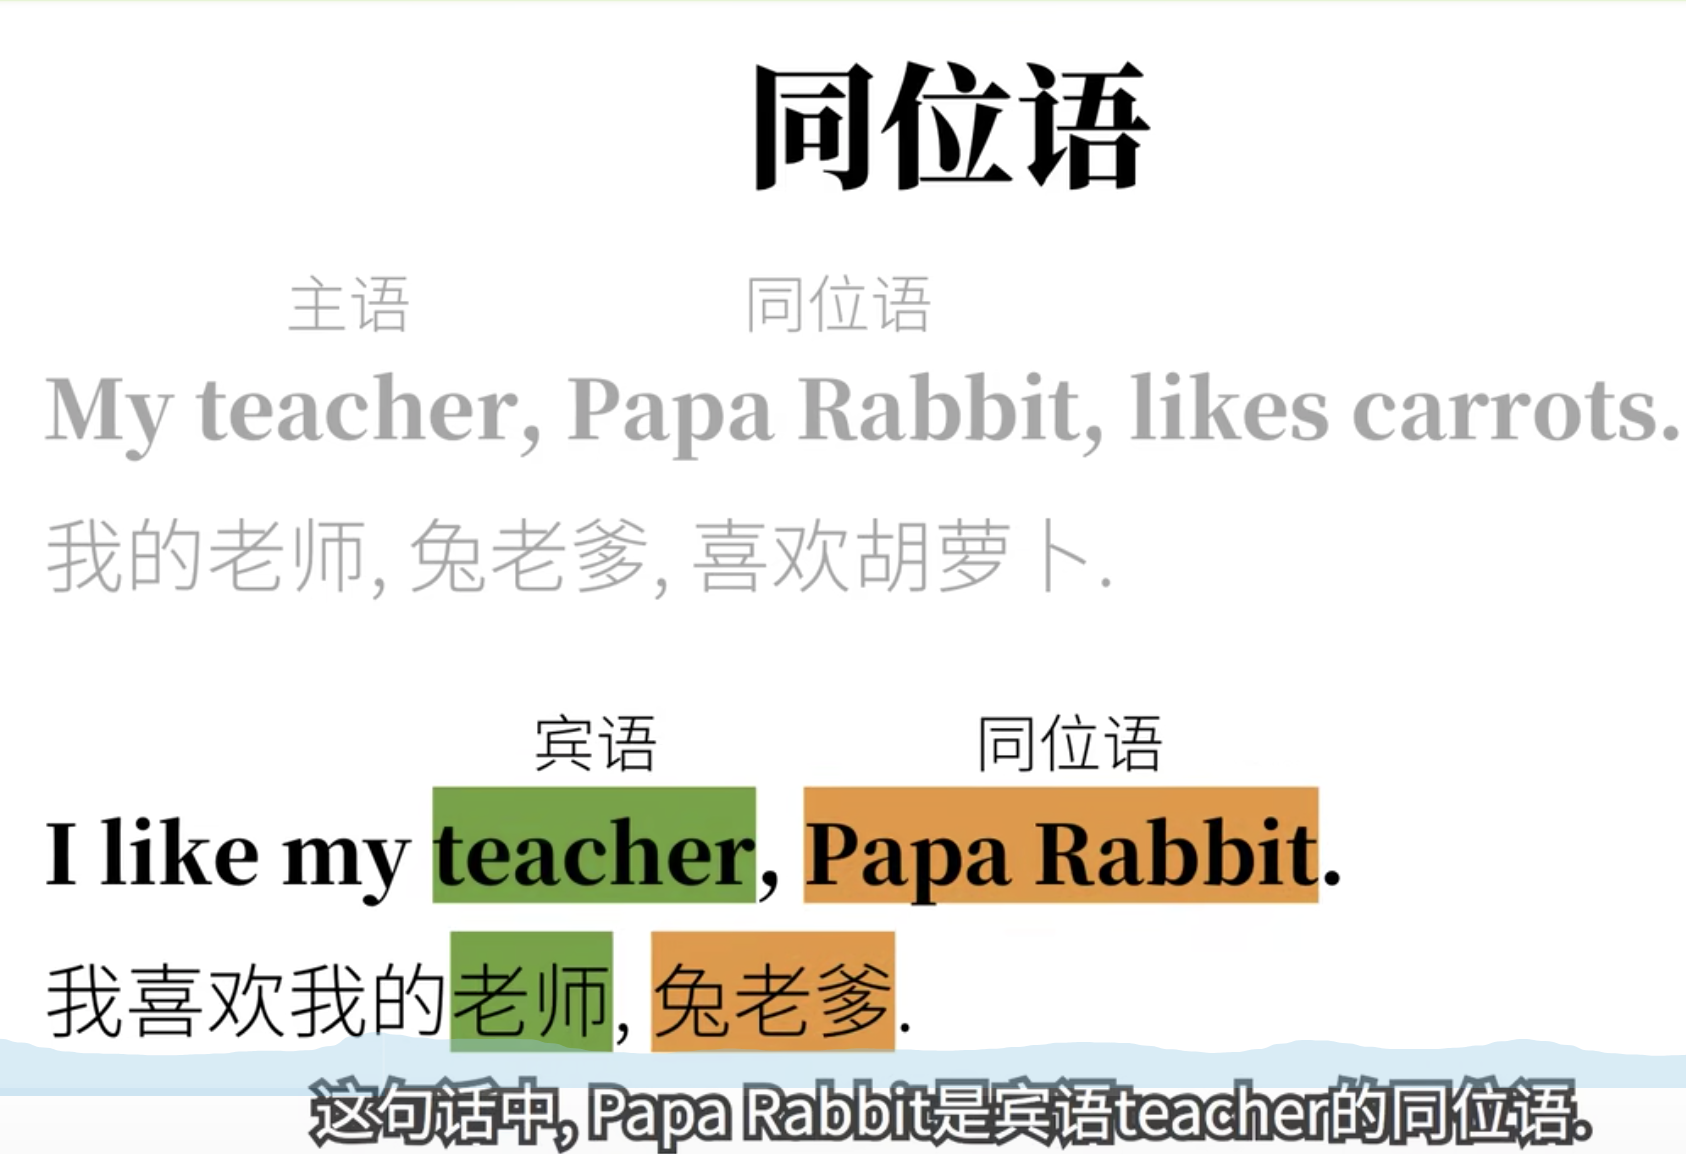 同位语
主语 同位语
My teacher, Papa Rabbit, likes carrots.
我的老师, 兔老爹, 喜欢胡萝卜.
宾语 同位语
I like my teacher, Papa Rabbit.
我喜欢我的老师, 兔老爹.
这句话中, Papa Rabbit是宾语teacher的同位语.